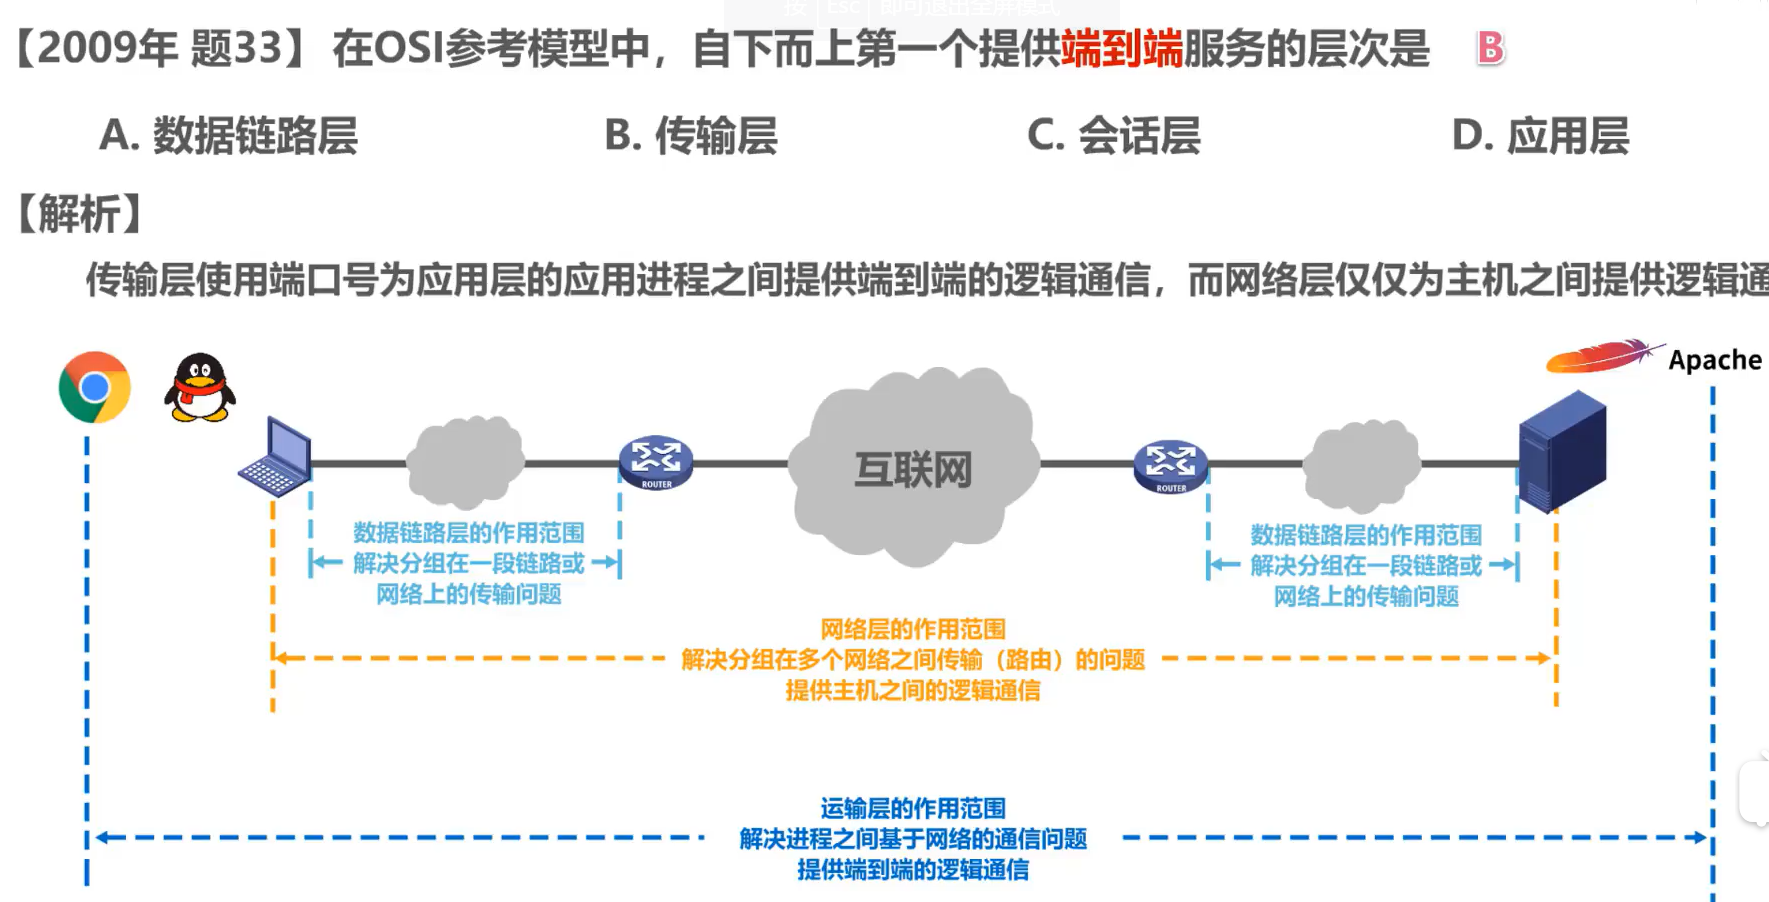 按 Esc 即可退出全屏模式
【2009年 题33】在OSI参考模型中，自下而上第一个提供端到端服务的层次是 B
A. 数据链路层 B. 传输层 C. 会话层 D. 应用层
【解析】
传输层使用端口号为应用层的应用进程之间提供端到端的逻辑通信，而网络层仅仅为主机之间提供逻辑通
Apache
互联网
ROUTER
ROUTER
数据链路层的作用范围
解决分组在一段链路或
网络上的传输问题
数据链路层的作用范围
解决分组在一段链路或
网络上的传输问题
网络层的作用范围
解决分组在多个网络之间传输（路由）的问题
提供主机之间的逻辑通信
运输层的作用范围
解决进程之间基于网络的通信问题
提供端到端的逻辑通信